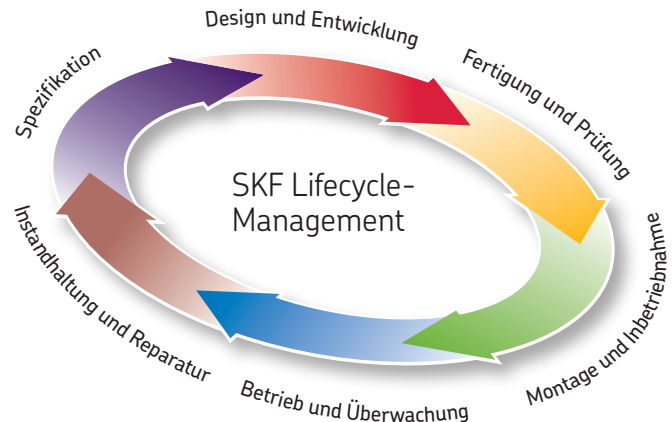 Design und Entwicklung
Fertigung und Prüfung
Spezifikation
SKF Lifecycle-
Management
Instandhaltung und Reparatur
Montage und Inbetriebnahme
Betrieb und Überwachung